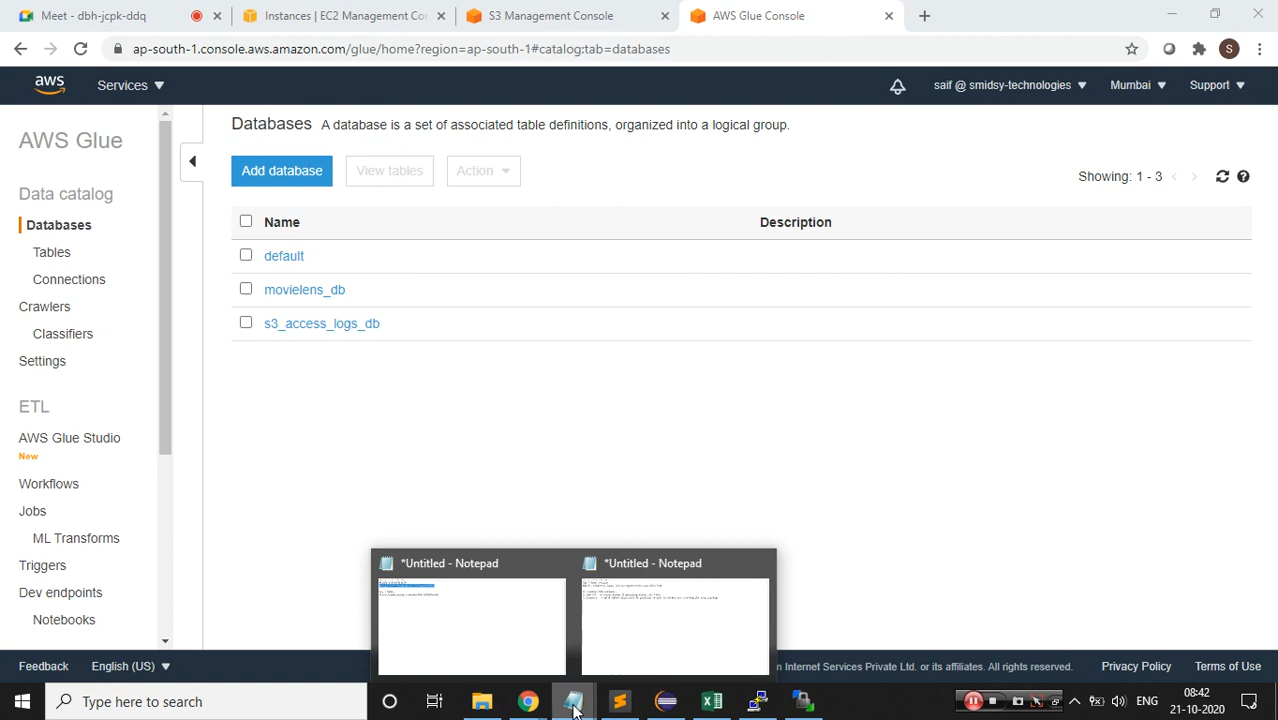 Meet - dbh-jcpk-ddq
Instances | EC2 Management Con
S3 Management Console
AWS Glue Console
ap-south-1.console.aws.amazon.com/glue/home?region=ap-south-1#catalog:tab=databases
S
aws
Services
saif @ smidsy-technologies
Mumbai
Support
AWS Glue
Data catalog
Databases
Tables
Connections
Crawlers
Classifiers
Settings
ETL
AWS Glue Studio
New
Workflows
Jobs
ML Transforms
Triggers
Dev endpoints
Notebooks
Databases A database is a set of associated table definitions, organized into a logical group.
Add database
View tables
Action
Showing: 1 - 3
Name
Description
default
movielens_db
s3_access_logs_db
*Untitled - Notepad
*Untitled - Notepad
Feedback
English (US)
n Internet Services Private Ltd. or its affiliates. All rights reserved.
Privacy Policy
Terms of Use
Type here to search
ENG
08:42
21-10-2020